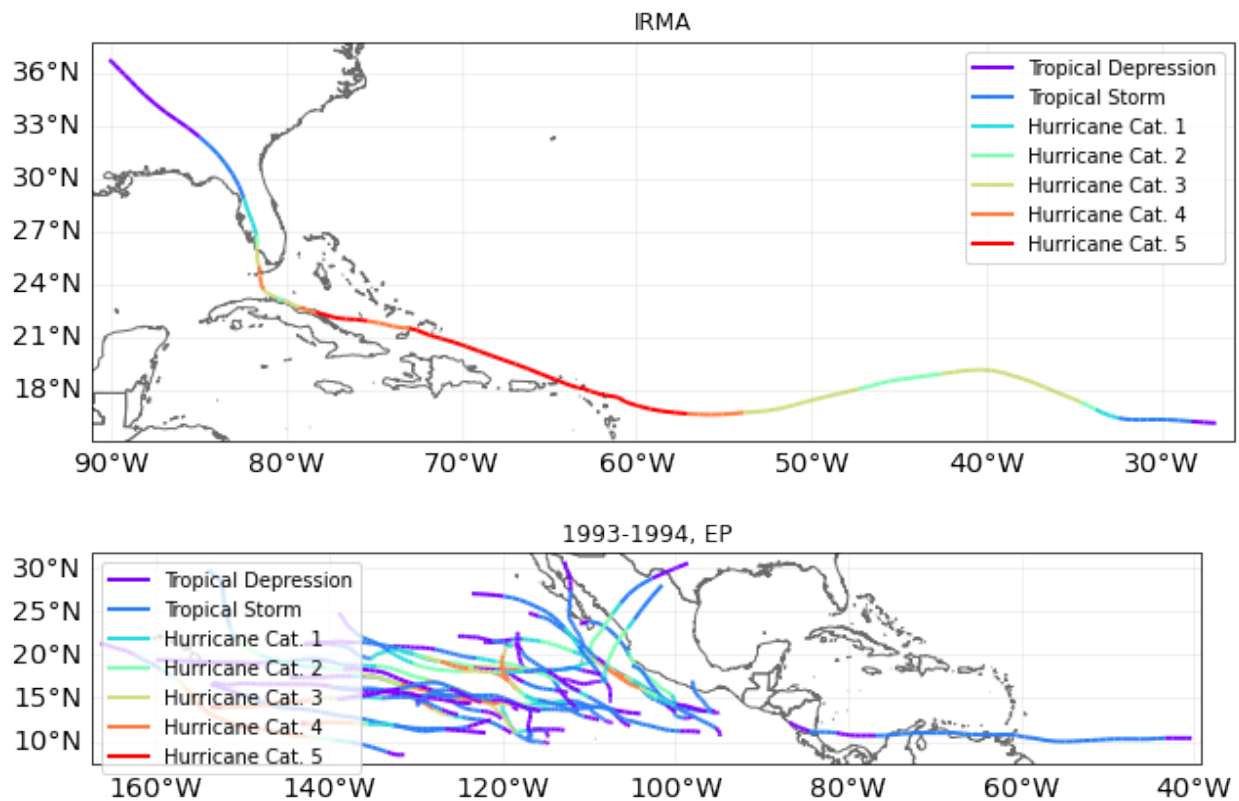 IRMA
36°N
33°N
30°N
27°N
24°N
21°N
18°N
Tropical Depression
Tropical Storm
Hurricane Cat. 1
Hurricane Cat. 2
Hurricane Cat. 3
Hurricane Cat. 4
Hurricane Cat. 5
90°W 80°W 70°W 60°W 50°W 40°W 30°W
1993-1994, EP
30°N
25°N
20°N
15°N
10°N
Tropical Depression
Tropical Storm
Hurricane Cat. 1
Hurricane Cat. 2
Hurricane Cat. 3
Hurricane Cat. 4
Hurricane Cat. 5
160°W 140°W 120°W 100°W 80°W 60°W 40°W